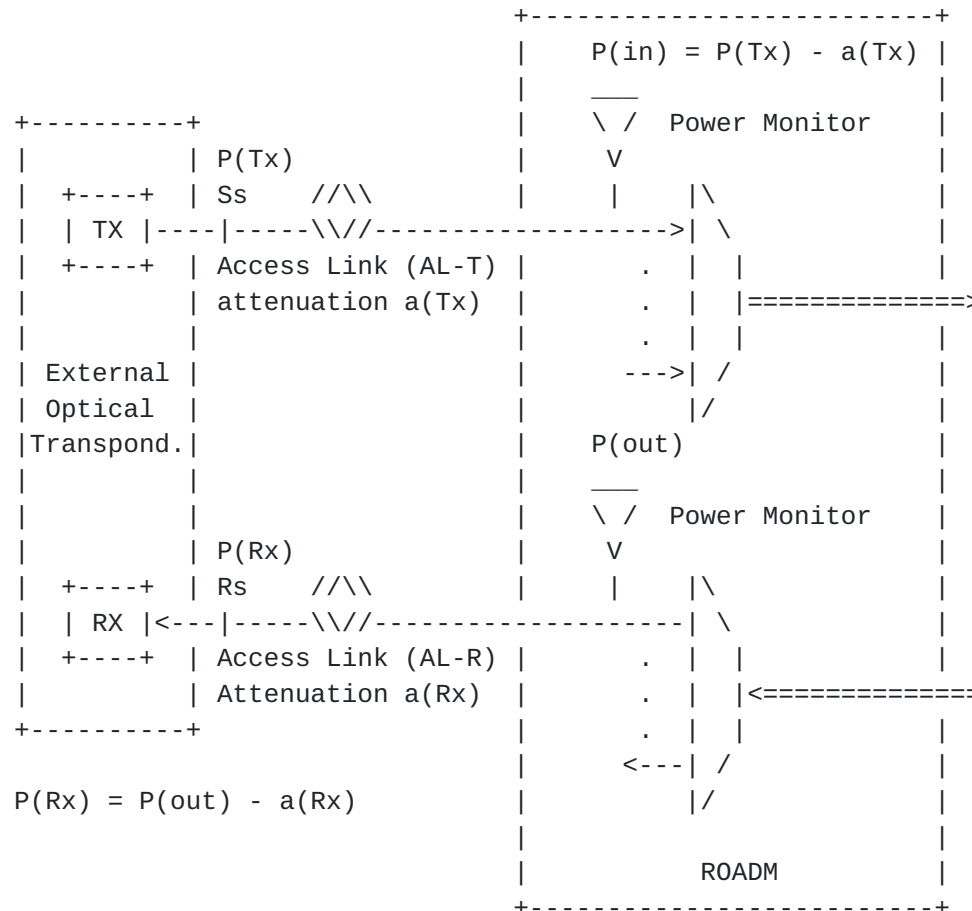 P(in) = P(Tx) - a(Tx)
Power Monitor
P(Tx)
Ss
TX
Access Link (AL-T)
attenuation a(Tx)
External
Optical
Transpond.
P(out)
Power Monitor
P(Rx)
Rs
RX
Access Link (AL-R)
Attenuation a(Rx)
P(Rx) = P(out) - a(Rx)
ROADM